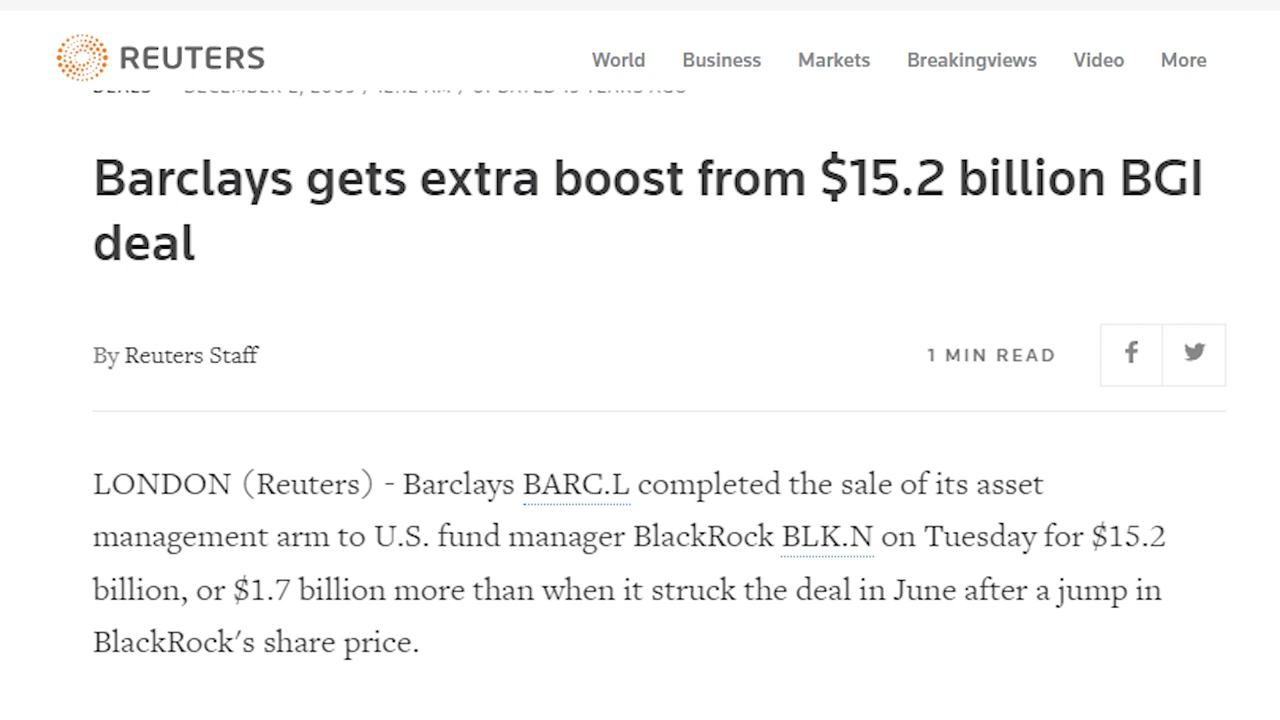 REUTERS World Business Markets Breakingviews Video More
Barclays gets extra boost from $15.2 billion BGI
deal
By Reuters Staff 1 MIN READ
LONDON (Reuters) - Barclays BARC.L completed the sale of its asset
management arm to U.S. fund manager BlackRock BLK.N on Tuesday for $15.2
billion, or $1.7 billion more than when it struck the deal in June after a jump in
BlackRock's share price.